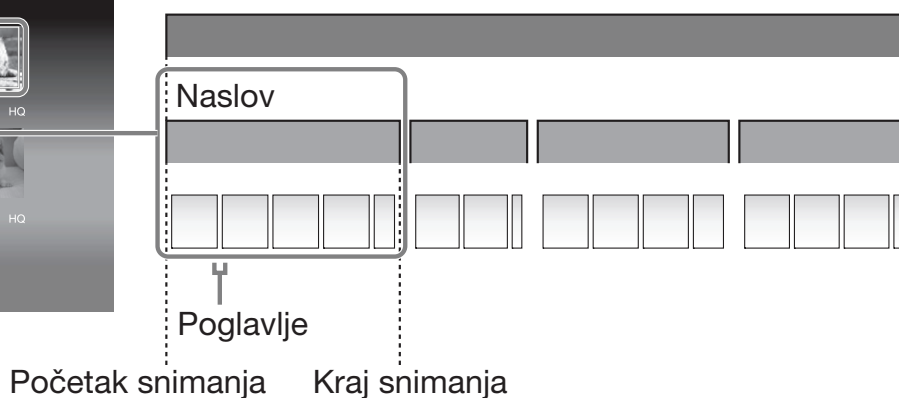 HQ
HQ
Naslov
Poglavlje
Početak snimanja
Kraj snimanja